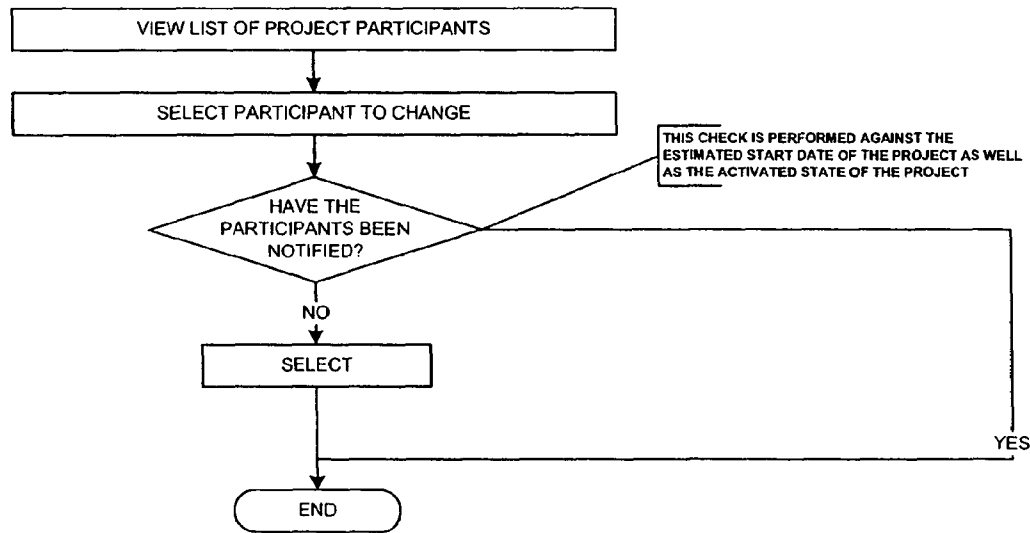 VIEW LIST OF PROJECT PARTICIPANTS
SELECT PARTICIPANT TO CHANGE
THIS CHECK IS PERFORMED AGAINST THE
ESTIMATED START DATE OF THE PROJECT AS WELL
AS THE ACTIVATED STATE OF THE PROJECT
HAVE THE
PARTICIPANTS BEEN
NOTIFIED?
NO
SELECT
YES
END